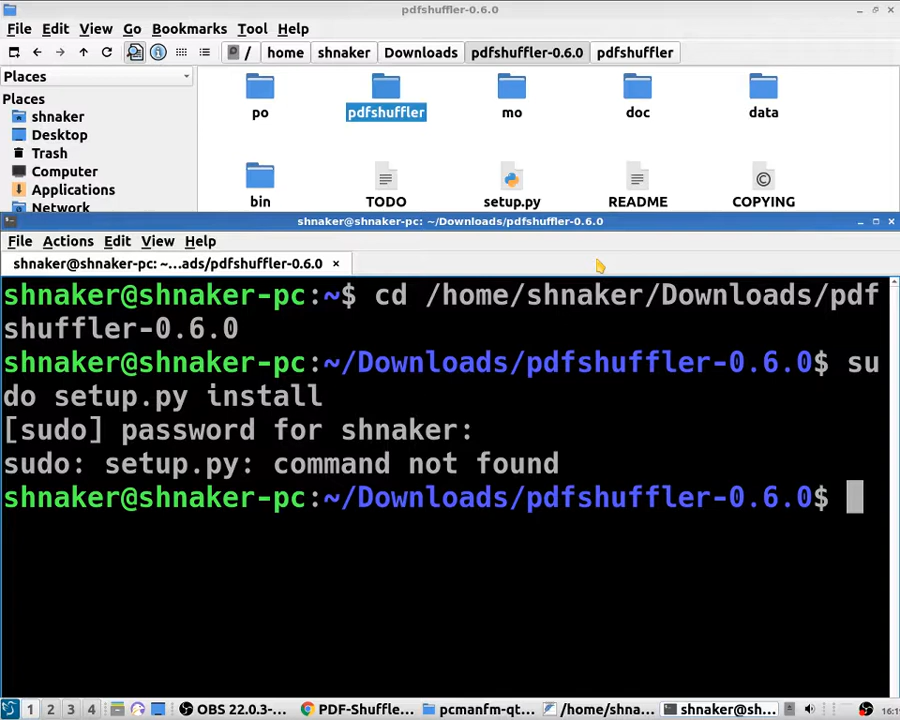 pdfshuffler-0.6.0
File Edit View Go Bookmarks Tool Help
/ home shnaker Downloads pdfshuffler-0.6.0 pdfshuffler
Places
Places
shnaker
Desktop
Trash
Computer
Applications
Network
po pdfshuffler mo doc data
bin TODO setup.py README COPYING
shnaker@shnaker-pc: ~/Downloads/pdfshuffler-0.6.0
File Actions Edit View Help
shnaker@shnaker-pc: ~...ads/pdfshuffler-0.6.0 ×
shnaker@shnaker-pc:~$ cd /home/shnaker/Downloads/pdf
shuffler-0.6.0
shnaker@shnaker-pc:~/Downloads/pdfshuffler-0.6.0$ su
do setup.py install
[sudo] password for shnaker:
sudo: setup.py: command not found
shnaker@shnaker-pc:~/Downloads/pdfshuffler-0.6.0$
1 2 3 4 OBS 22.0.3-... PDF-Shuffle... pcmanfm-qt... /home/shna... shnaker@sh...